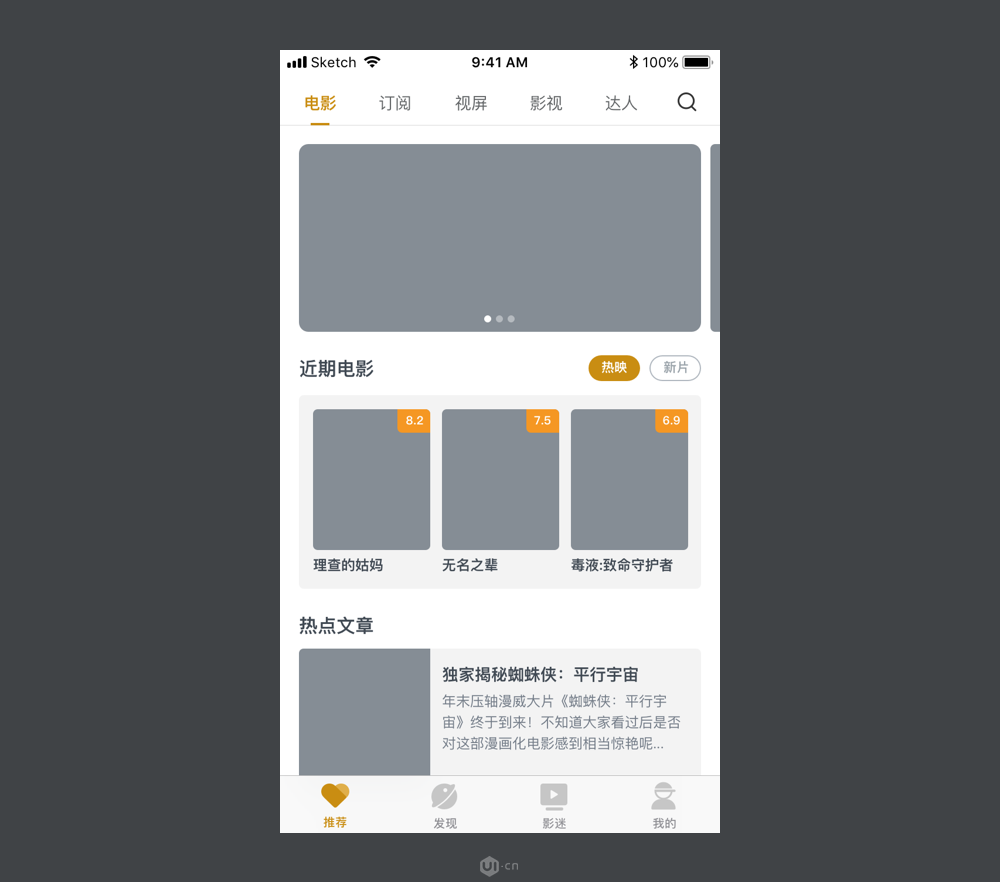 Sketch 9:41 AM 100%
电影 订阅 视屏 影视 达人
近期电影 热映 新片
8.2 7.5 6.9
理查的姑妈 无名之辈 毒液:致命守护者
热点文章
独家揭秘蜘蛛侠：平行宇宙
年末压轴漫威大片《蜘蛛侠：平行宇
宙》终于到来！不知道大家看过后是否
对这部漫画化电影感到相当惊艳呢...
推荐 发现 影迷 我的
UI·cn